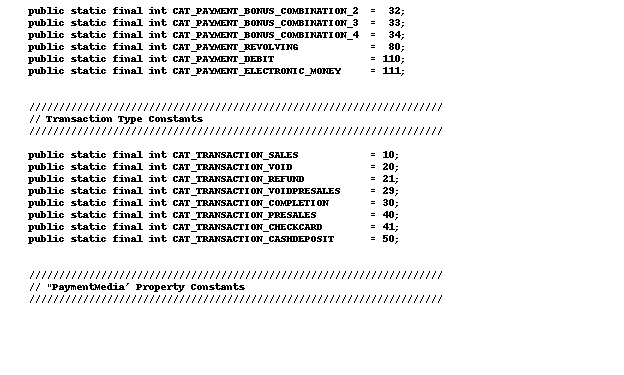 public static final int CAT_PAYMENT_BONUS_COMBINATION_2  =  32;
public static final int CAT_PAYMENT_BONUS_COMBINATION_3  =  33;
public static final int CAT_PAYMENT_BONUS_COMBINATION_4  =  34;
public static final int CAT_PAYMENT_REVOLVING            =  80;
public static final int CAT_PAYMENT_DEBIT                = 110;
public static final int CAT_PAYMENT_ELECTRONIC_MONEY     = 111;
/////////////////////////////////////////////////////////////////////
// Transaction Type Constants
/////////////////////////////////////////////////////////////////////
public static final int CAT_TRANSACTION_SALES            = 10;
public static final int CAT_TRANSACTION_VOID             = 20;
public static final int CAT_TRANSACTION_REFUND           = 21;
public static final int CAT_TRANSACTION_VOIDPRESALES     = 29;
public static final int CAT_TRANSACTION_COMPLETION       = 30;
public static final int CAT_TRANSACTION_PRESALES         = 40;
public static final int CAT_TRANSACTION_CHECKCARD        = 41;
public static final int CAT_TRANSACTION_CASHDEPOSIT      = 50;
/////////////////////////////////////////////////////////////////////
// "PaymentMedia′ Property Constants
/////////////////////////////////////////////////////////////////////